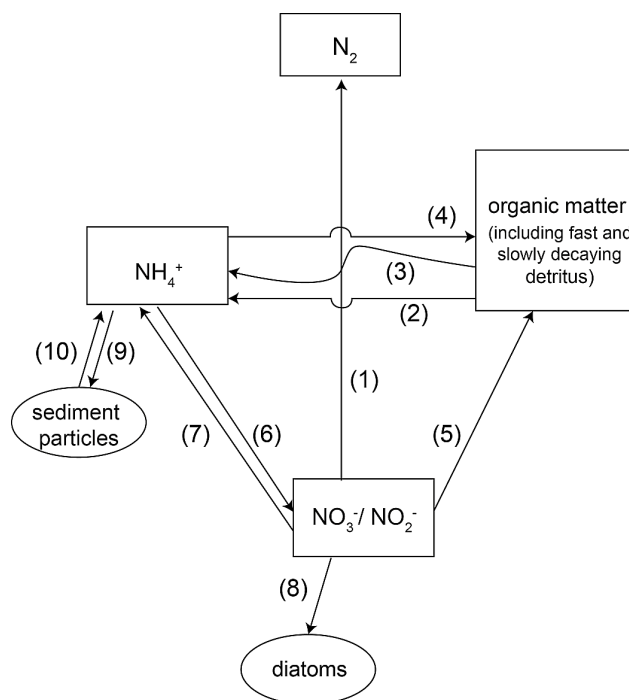 N₂
organic matter
(including fast and
slowly decaying
detritus)
(4)
NH₄⁺
(3)
(2)
(10)
(9)
(1)
sediment
particles
(7)
(6)
(5)
NO₃⁻/ NO₂⁻
(8)
diatoms